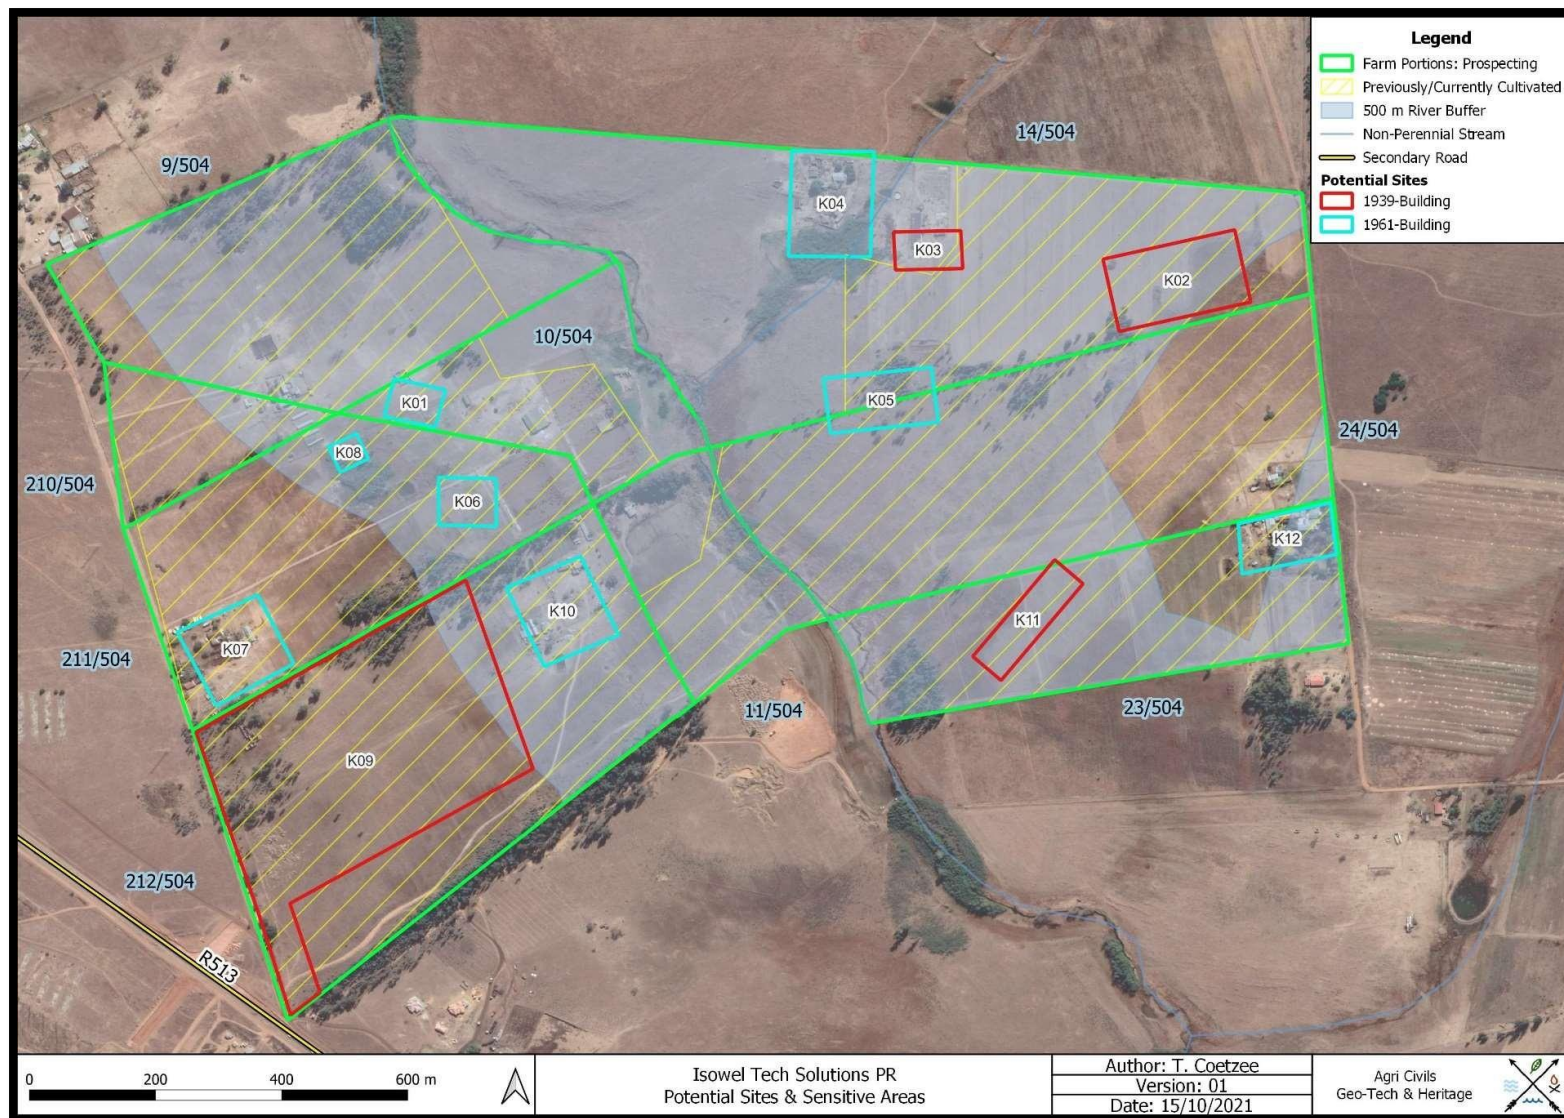 Legend
Farm Portions: Prospecting
Previously/Currently Cultivated
500 m River Buffer
Non-Perennial Stream
Secondary Road
Potential Sites
1939-Building
1961-Building
9/504
14/504
K04
K03
K02
10/504
K01
K05
K08
24/504
210/504
K06
K12
K10
K11
K07
211/504
11/504
23/504
K09
212/504
R513
0 200 400 600 m
Isowel Tech Solutions PR
Potential Sites & Sensitive Areas
Author: T. Coetzee
Version: 01
Date: 15/10/2021
Agri Civils
Geo-Tech & Heritage